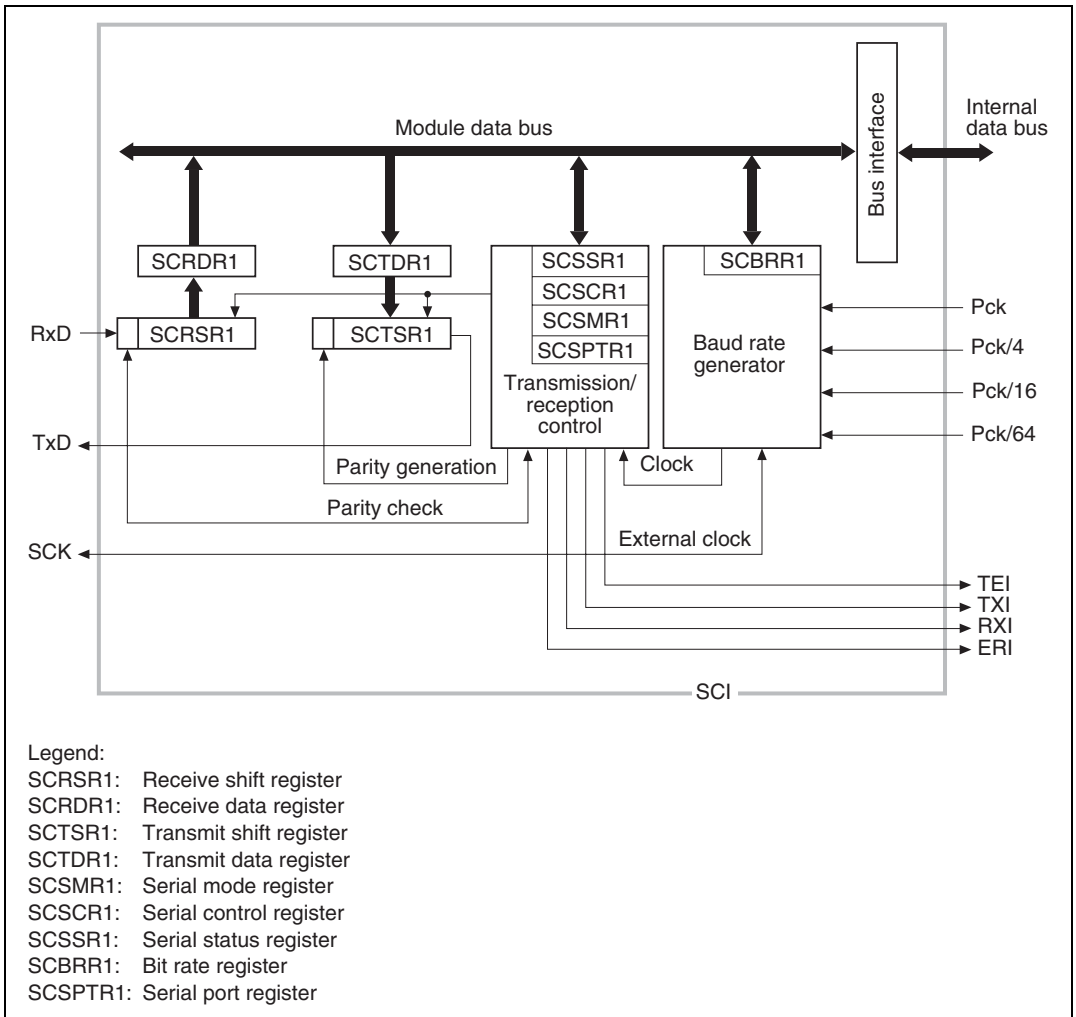 Module data bus
Bus interface
Internal
data bus
SCRDR1
SCTDR1
SCSSR1
SCBRR1
SCSCR1
SCSMR1
SCSPTR1
RxD
SCRSR1
SCTSR1
Transmission/
reception
control
Baud rate
generator
Pck
Pck/4
Pck/16
Pck/64
TxD
Parity generation
Clock
Parity check
SCK
External clock
TEI
TXI
RXI
ERI
SCI
Legend:
SCRSR1: Receive shift register
SCRDR1: Receive data register
SCTSR1: Transmit shift register
SCTDR1: Transmit data register
SCSMR1: Serial mode register
SCSCR1: Serial control register
SCSSR1: Serial status register
SCBRR1: Bit rate register
SCSPTR1: Serial port register